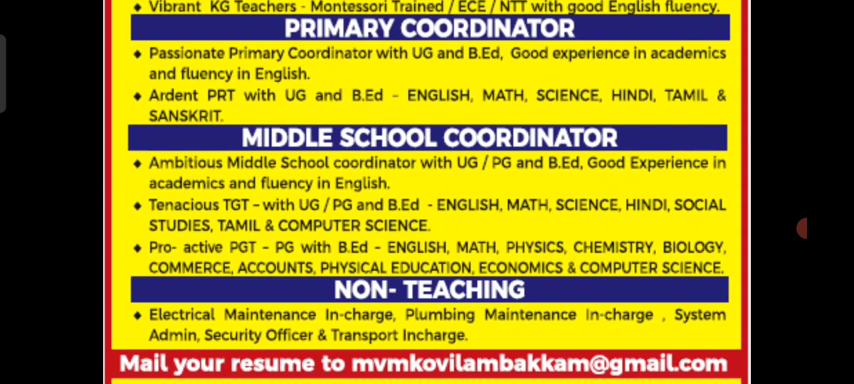 ♦ Vibrant KG Teachers - Montessori Trained / ECE / NTT with good English fluency.
PRIMARY COORDINATOR
♦ Passionate Primary Coordinator with UG and B.Ed, Good experience in academics
and fluency in English.
♦ Ardent PRT with UG and B.Ed – ENGLISH, MATH, SCIENCE, HINDI, TAMIL &
SANSKRIT.
MIDDLE SCHOOL COORDINATOR
♦ Ambitious Middle School coordinator with UG / PG and B.Ed, Good Experience in
academics and fluency in English.
♦ Tenacious TGT – with UG / PG and B.Ed - ENGLISH, MATH, SCIENCE, HINDI, SOCIAL
STUDIES, TAMIL & COMPUTER SCIENCE.
♦ Pro- active PGT – PG with B.Ed – ENGLISH, MATH, PHYSICS, CHEMISTRY, BIOLOGY,
COMMERCE, ACCOUNTS, PHYSICAL EDUCATION, ECONOMICS & COMPUTER SCIENCE.
NON- TEACHING
♦ Electrical Maintenance In-charge, Plumbing Maintenance In-charge , System
Admin, Security Officer & Transport Incharge.
Mail your resume to mvmkovilambakkam@gmail.com